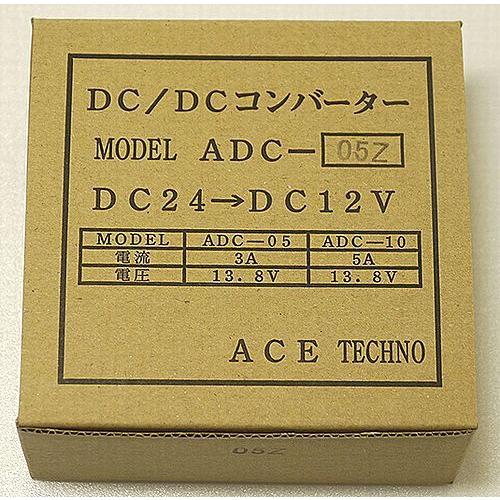 DC/DCコンバーター
MODEL ADC— 05Z
DC24→DC12V
MODEL ADC—05 ADC—10
電流 3A 5A
電圧 13.8V 13.8V
ACE TECHNO
05Z